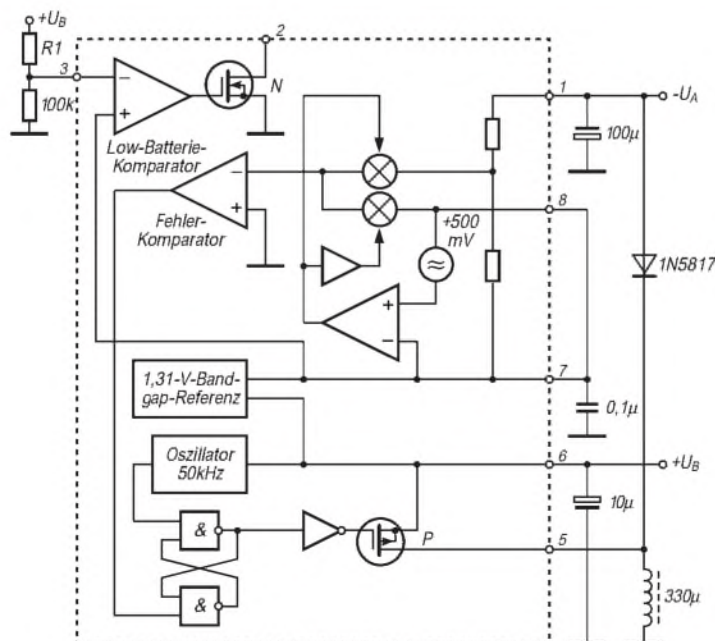 +U_B
R1
3
100k
−
+
Low-Batterie-
Komparator
2
N
−
+
Fehler-
Komparator
+500
mV
≈
+
−
1
-U_A
100µ
8
1N5817
1,31-V-Band-
gap-Referenz
7
0,1µ
Oszillator
50kHz
6
+U_B
10µ
&
&
P
5
330µ